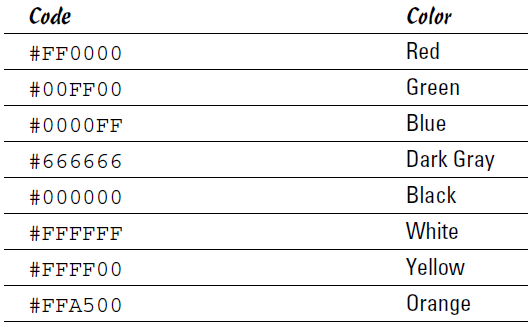 Code Color
#FF0000 Red
#00FF00 Green
#0000FF Blue
#666666 Dark Gray
#000000 Black
#FFFFFF White
#FFFF00 Yellow
#FFA500 Orange